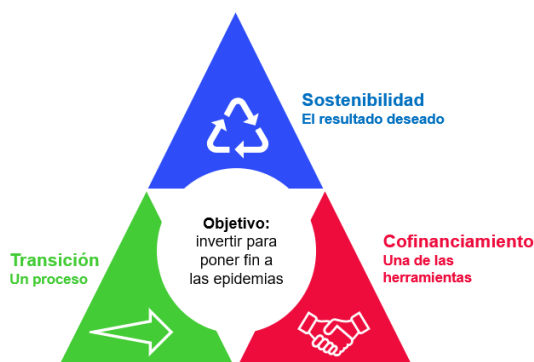 Sostenibilidad
El resultado deseado
Objetivo:
invertir para
poner fin a
las epidemias
Transición
Un proceso
Cofinanciamiento
Una de las
herramientas